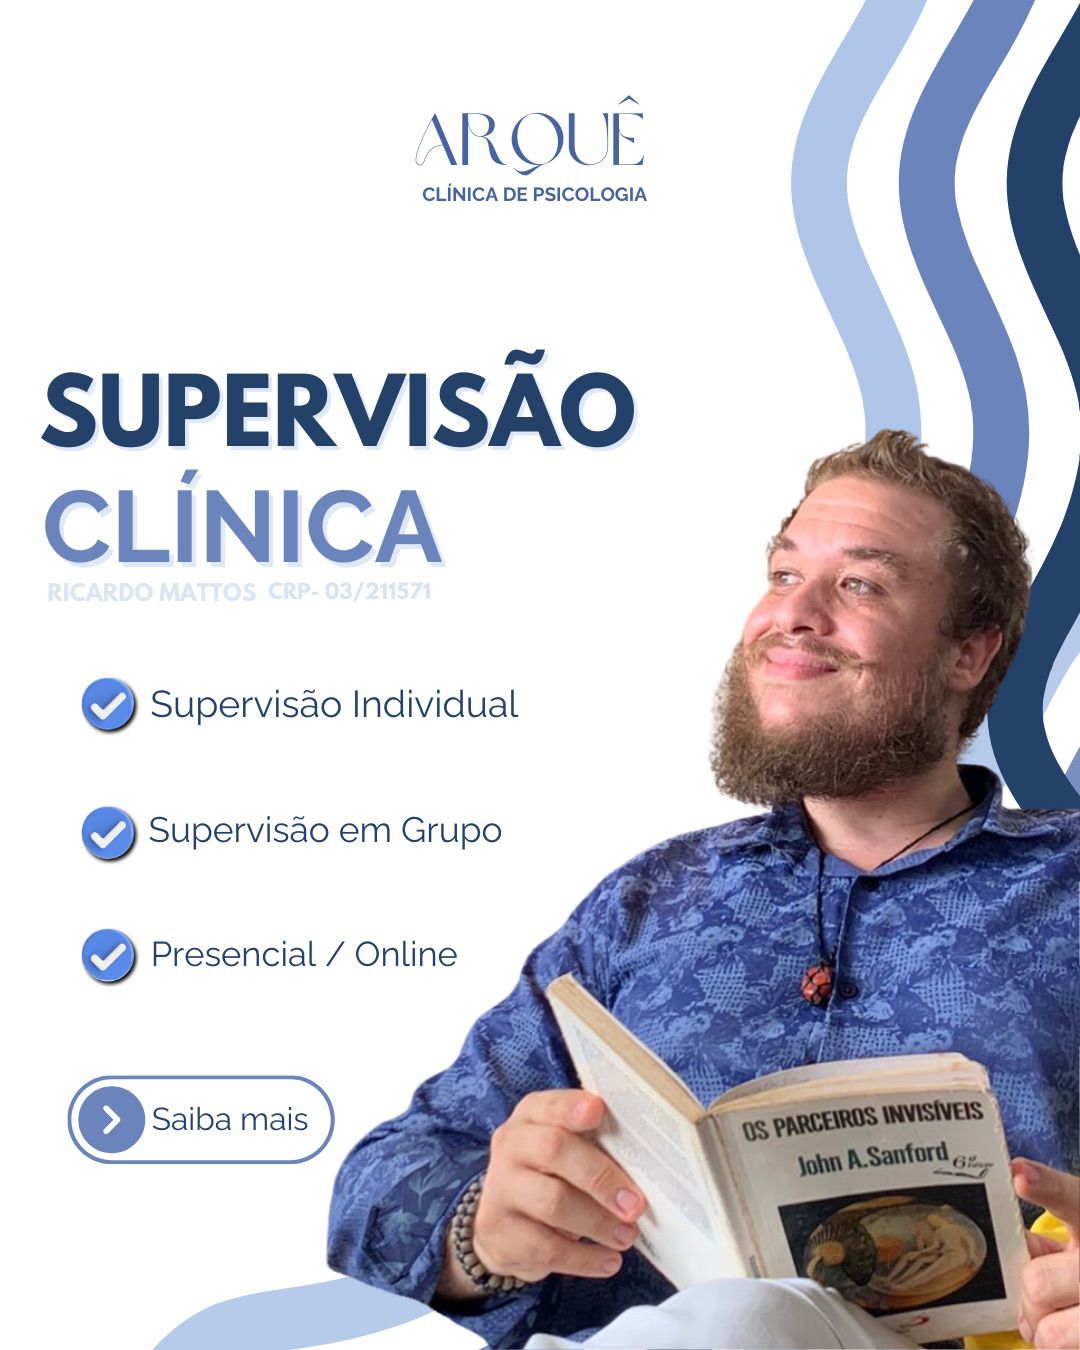 ARQUÊ
CLÍNICA DE PSICOLOGIA
SUPERVISÃO
CLÍNICA
RICARDO MATTOS CRP- 03/211571
Supervisão Individual
Supervisão em Grupo
Presencial / Online
Saiba mais
OS PARCEIROS INVISÍVEIS
John A.Sanford